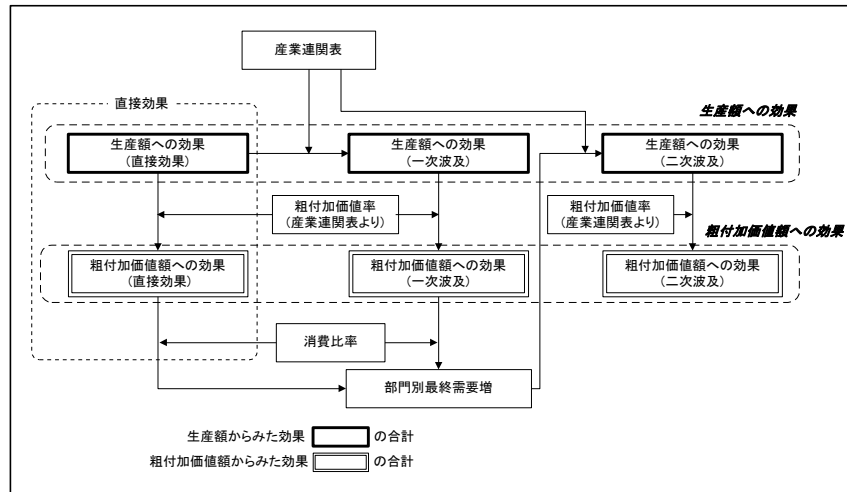 産業連関表
直接効果
生産額への効果
生産額への効果
(直接効果)
生産額への効果
(一次波及)
生産額への効果
(二次波及)
粗付加価値率
(産業連関表より)
粗付加価値率
(産業連関表より)
粗付加価値額への効果
粗付加価値額への効果
(直接効果)
粗付加価値額への効果
(一次波及)
粗付加価値額への効果
(二次波及)
消費比率
部門別最終需要増
生産額からみた効果 の合計
粗付加価値額からみた効果 の合計